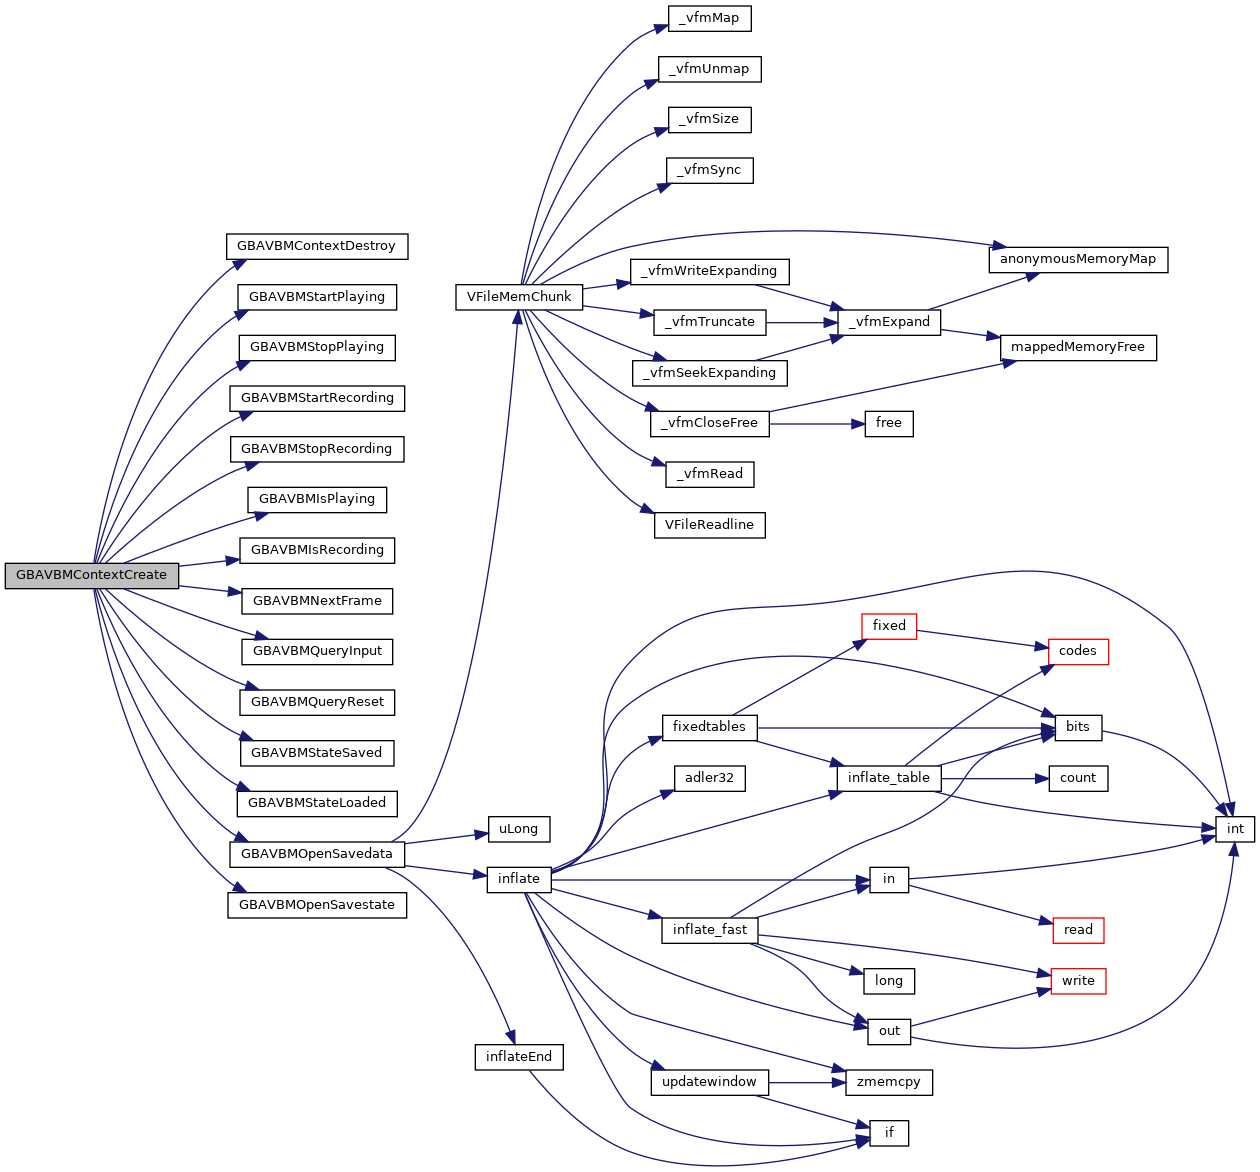 GBAVBMContextCreate
GBAVBMContextDestroy
GBAVBMStartPlaying
GBAVBMStopPlaying
GBAVBMStartRecording
GBAVBMStopRecording
GBAVBMIsPlaying
GBAVBMIsRecording
GBAVBMNextFrame
GBAVBMQueryInput
GBAVBMQueryReset
GBAVBMStateSaved
GBAVBMStateLoaded
GBAVBMOpenSavedata
GBAVBMOpenSavestate
VFileMemChunk
uLong
inflate
inflateEnd
_vfmMap
_vfmUnmap
_vfmSize
_vfmSync
_vfmWriteExpanding
_vfmTruncate
_vfmSeekExpanding
_vfmCloseFree
_vfmRead
VFileReadline
fixedtables
adler32
inflate_fast
updatewindow
_vfmExpand
free
fixed
inflate_table
in
long
out
zmemcpy
if
anonymousMemoryMap
mappedMemoryFree
codes
bits
count
read
write
int